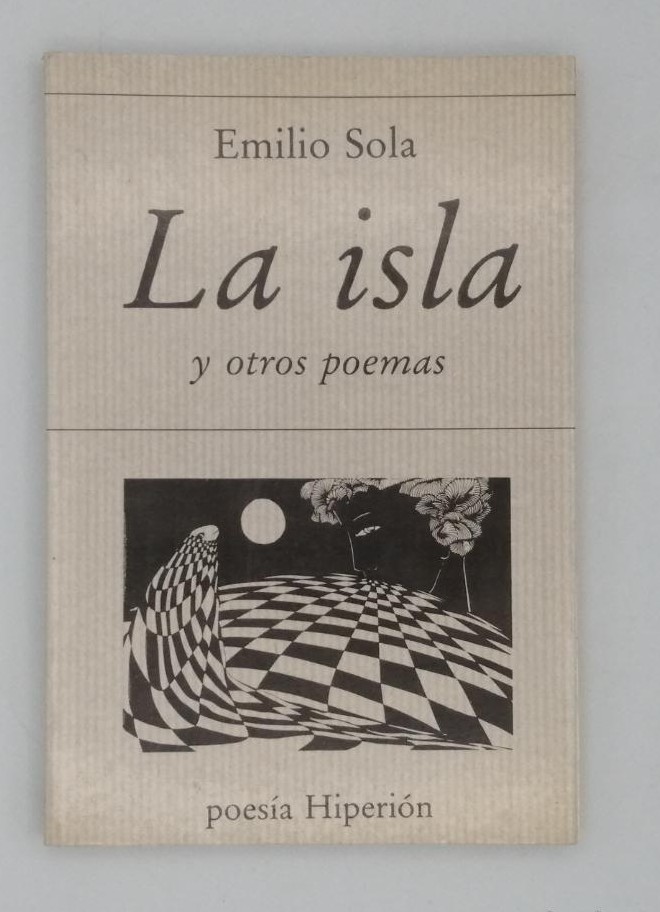 Emilio Sola
La isla
y otros poemas
poesía Hiperión